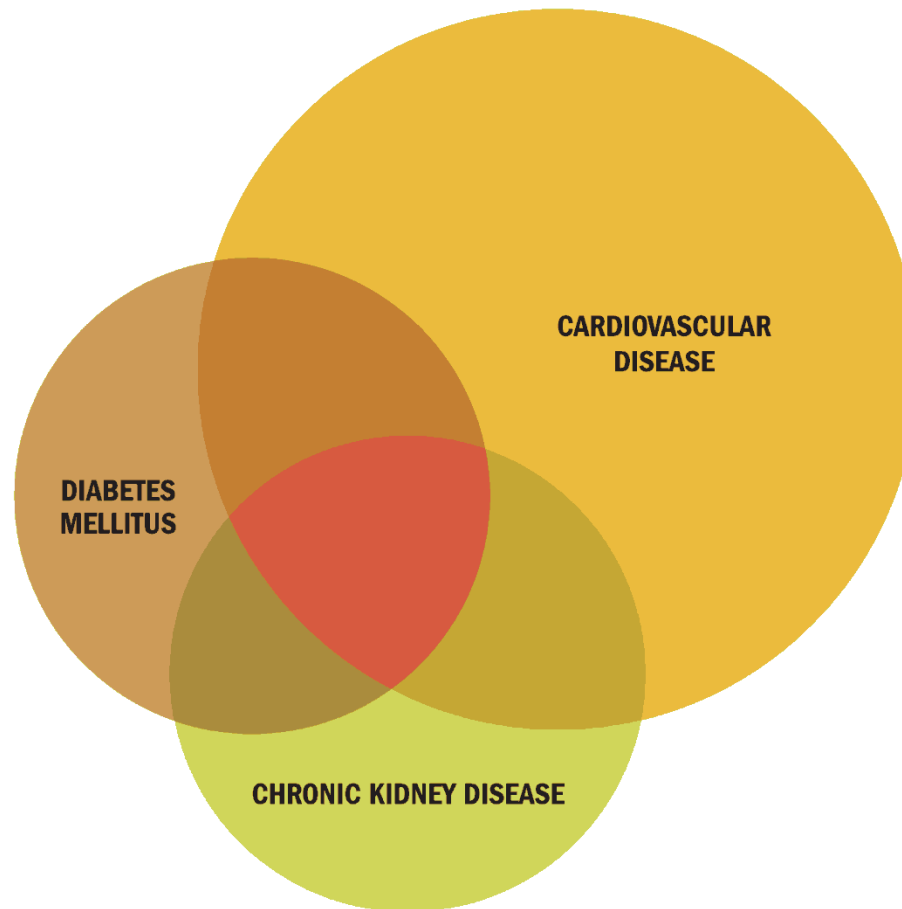 CARDIOVASCULAR
DISEASE
DIABETES
MELLITUS
CHRONIC KIDNEY DISEASE